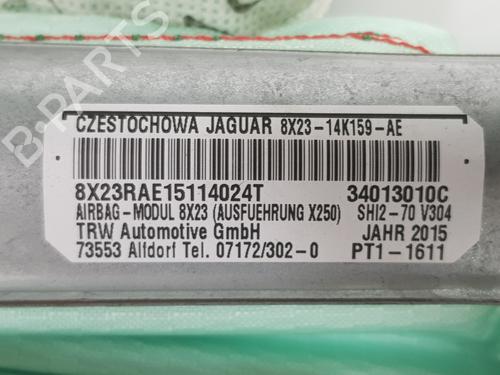 CZESTOCHOWA JAGUAR 8X23-14K159-AE
8X23RAE15114024T 34013010C
AIRBAG-MODUL 8X23 (AUSFUEHRUNG X250) SHI2-70 V304
TRW Automotive GmbH JAHR 2015
73553 Alfdorf Tel. 07172/302-0 PT1-1611
B-PARTS